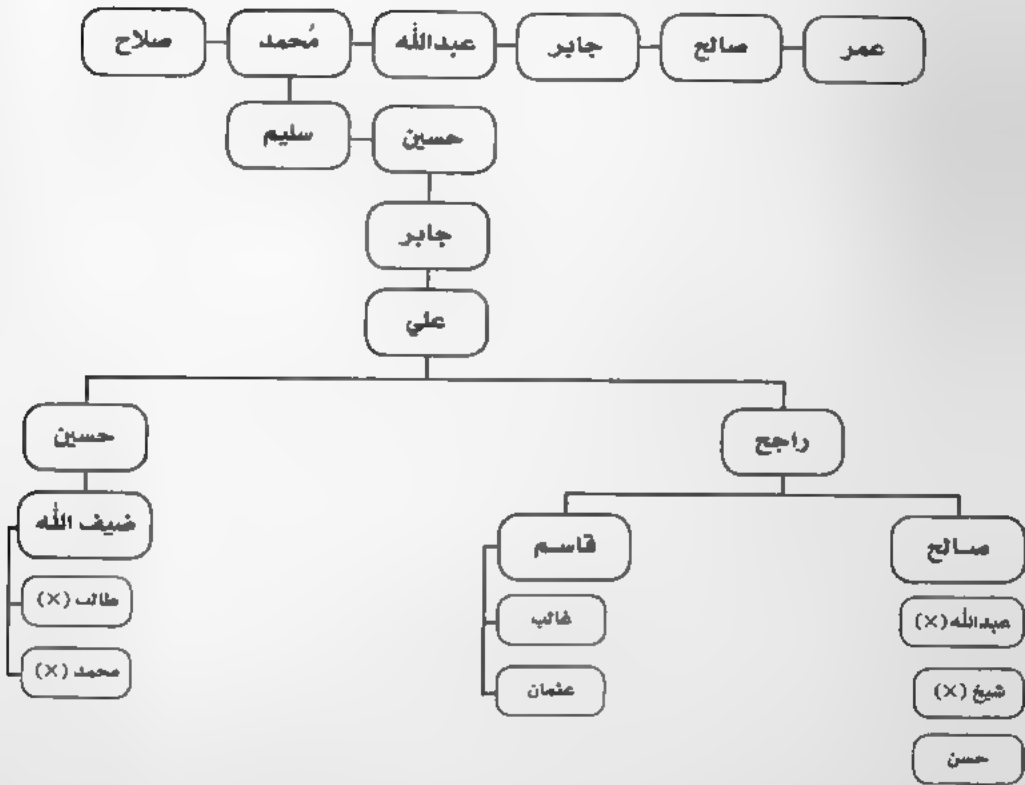 عمر
صالح
جابر
عبدالله
مُحمد
صلاح
حسين
سليم
جابر
علي
راجح
حسين
صالح
قاسم
ضيف الله
عبدالله (×)
غالب
طالب (×)
شيخ (×)
عثمان
محمد (×)
حسن